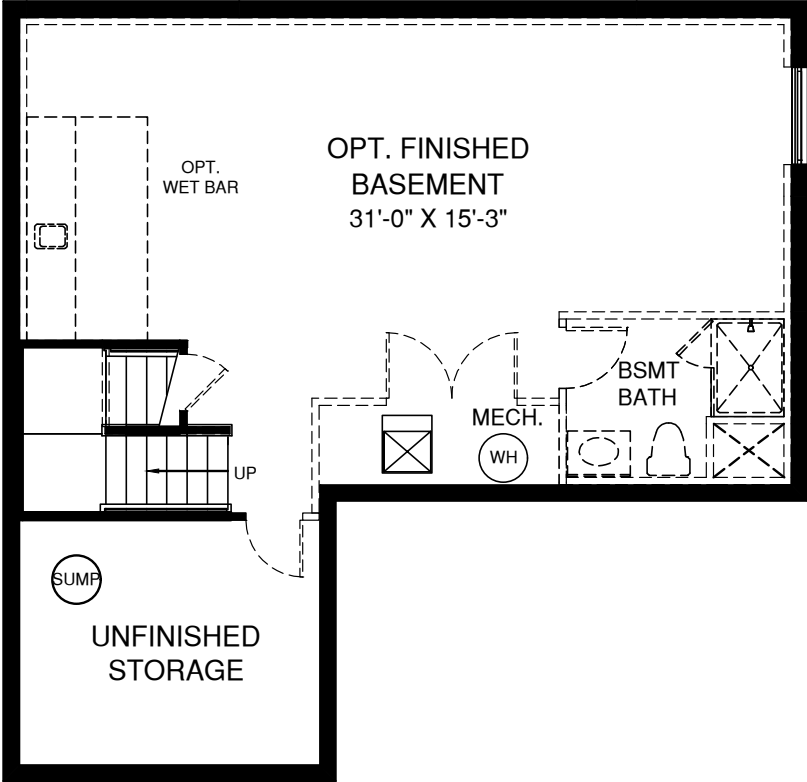 OPT. FINISHED
BASEMENT
31'-0" X 15'-3"
OPT.
WET BAR
BSMT
BATH
MECH.
WH
UP
SUMP
UNFINISHED
STORAGE